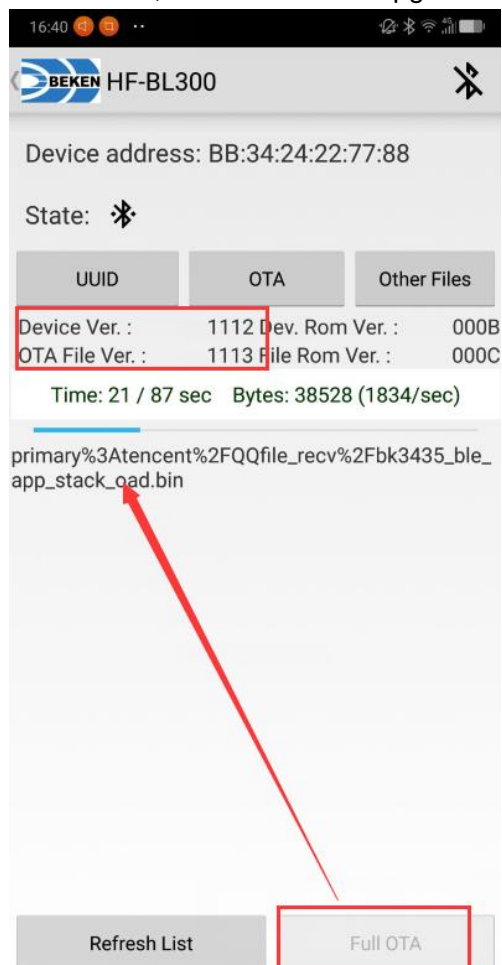 16:40
BEKEN HF-BL300
Device address: BB:34:24:22:77:88
State:
UUID OTA Other Files
Device Ver. : 1112 Dev. Rom Ver. : 000B
OTA File Ver. : 1113 File Rom Ver. : 000C
Time: 21 / 87 sec Bytes: 38528 (1834/sec)
primary%3Atencent%2FQQfile_recv%2Fbk3435_ble_
app_stack_oad.bin
Refresh List Full OTA